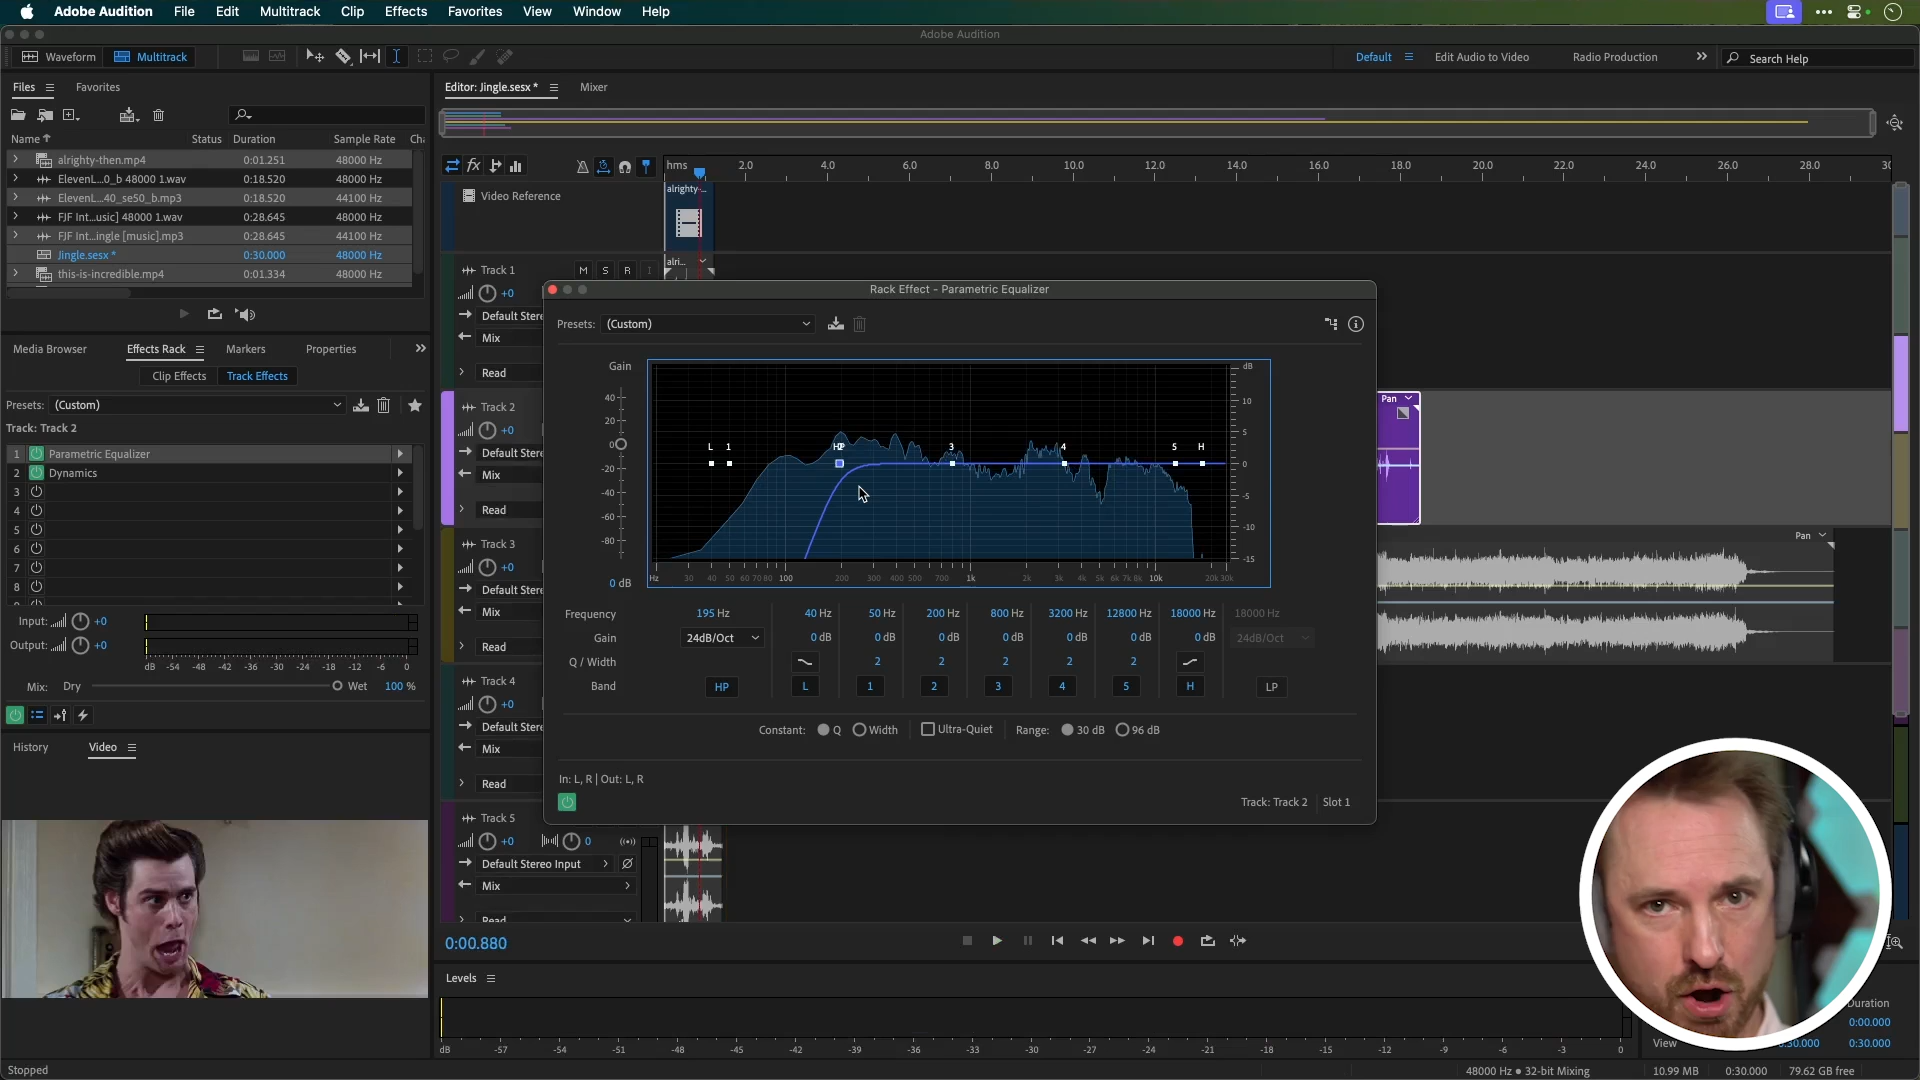 Adobe Audition File Edit Multitrack Clip Effects Favorites View Window Help
Adobe Audition
Waveform Multitrack Default Edit Audio to Video Radio Production Search Help
Files Favorites
Name Status Duration Sample Rate Ch
alrighty-then.mp4 0:01.251 48000 Hz
ElevenL...0_b 48000 1.wav 0:18.520 48000 Hz
ElevenL...40_se50_b.mp3 0:18.520 44100 Hz
FJF Int...usic] 48000 1.wav 0:28.645 48000 Hz
FJF Int...ingle [music].mp3 0:28.645 44100 Hz
Jingle.sesx * 0:30.000 48000 Hz
this-is-incredible.mp4 0:01.334 48000 Hz
Media Browser Effects Rack Markers Properties
Clip Effects Track Effects
Presets: (Custom)
Track: Track 2
1 Parametric Equalizer
2 Dynamics
3
4
5
6
7
8
Input: +0
Output: +0
dB -54 -48 -42 -36 -30 -24 -18 -12 -6 0
Mix: Dry Wet 100 %
History Video
Editor: Jingle.sesx * Mixer
fx hms 2.0 4.0 6.0 8.0 10.0 12.0 14.0 16.0 18.0 20.0 22.0 24.0 26.0 28.0 30
Video Reference alrighty-...
Track 1 M S R I alri...
+0
Default Stere
Mix
Read
Track 2
+0
Default Stere
Mix
Read
Pan
Track 3
+0
Default Stere
Mix
Read
Pan
Track 4
+0
Default Stere
Mix
Read
Track 5
+0 0
Default Stereo Input
Mix
Read
Rack Effect - Parametric Equalizer
Presets: (Custom)
Gain
40
20
0
-20
-40
-60
-80
0 dB
L 1 3 4 5 H
dB
10
5
0
-5
-10
-15
Hz 30 40 50 60 70 80 100 200 300 400 500 700 1k 2k 3k 4k 5k 6k 7k 8k 10k 20k 30k
Frequency 195 Hz 40 Hz 50 Hz 200 Hz 800 Hz 3200 Hz 12800 Hz 18000 Hz 18000 Hz
Gain 24dB/Oct 0 dB 0 dB 0 dB 0 dB 0 dB 0 dB 0 dB 24dB/Oct
Q / Width 2 2 2 2 2
Band HP L 1 2 3 4 5 H LP
Constant: Q Width Ultra-Quiet Range: 30 dB 96 dB
In: L, R | Out: L, R
Track: Track 2 Slot 1
0:00.880
Levels
dB -57 -54 -51 -48 -45 -42 -39 -36 -33 -30 -27 -24 -21 -18 -15 -12 -9 -6 -3 0
Duration
0:00.000
View :30.000 0:30.000
Stopped 48000 Hz ● 32-bit Mixing 10.99 MB 0:30.000 79.62 GB free